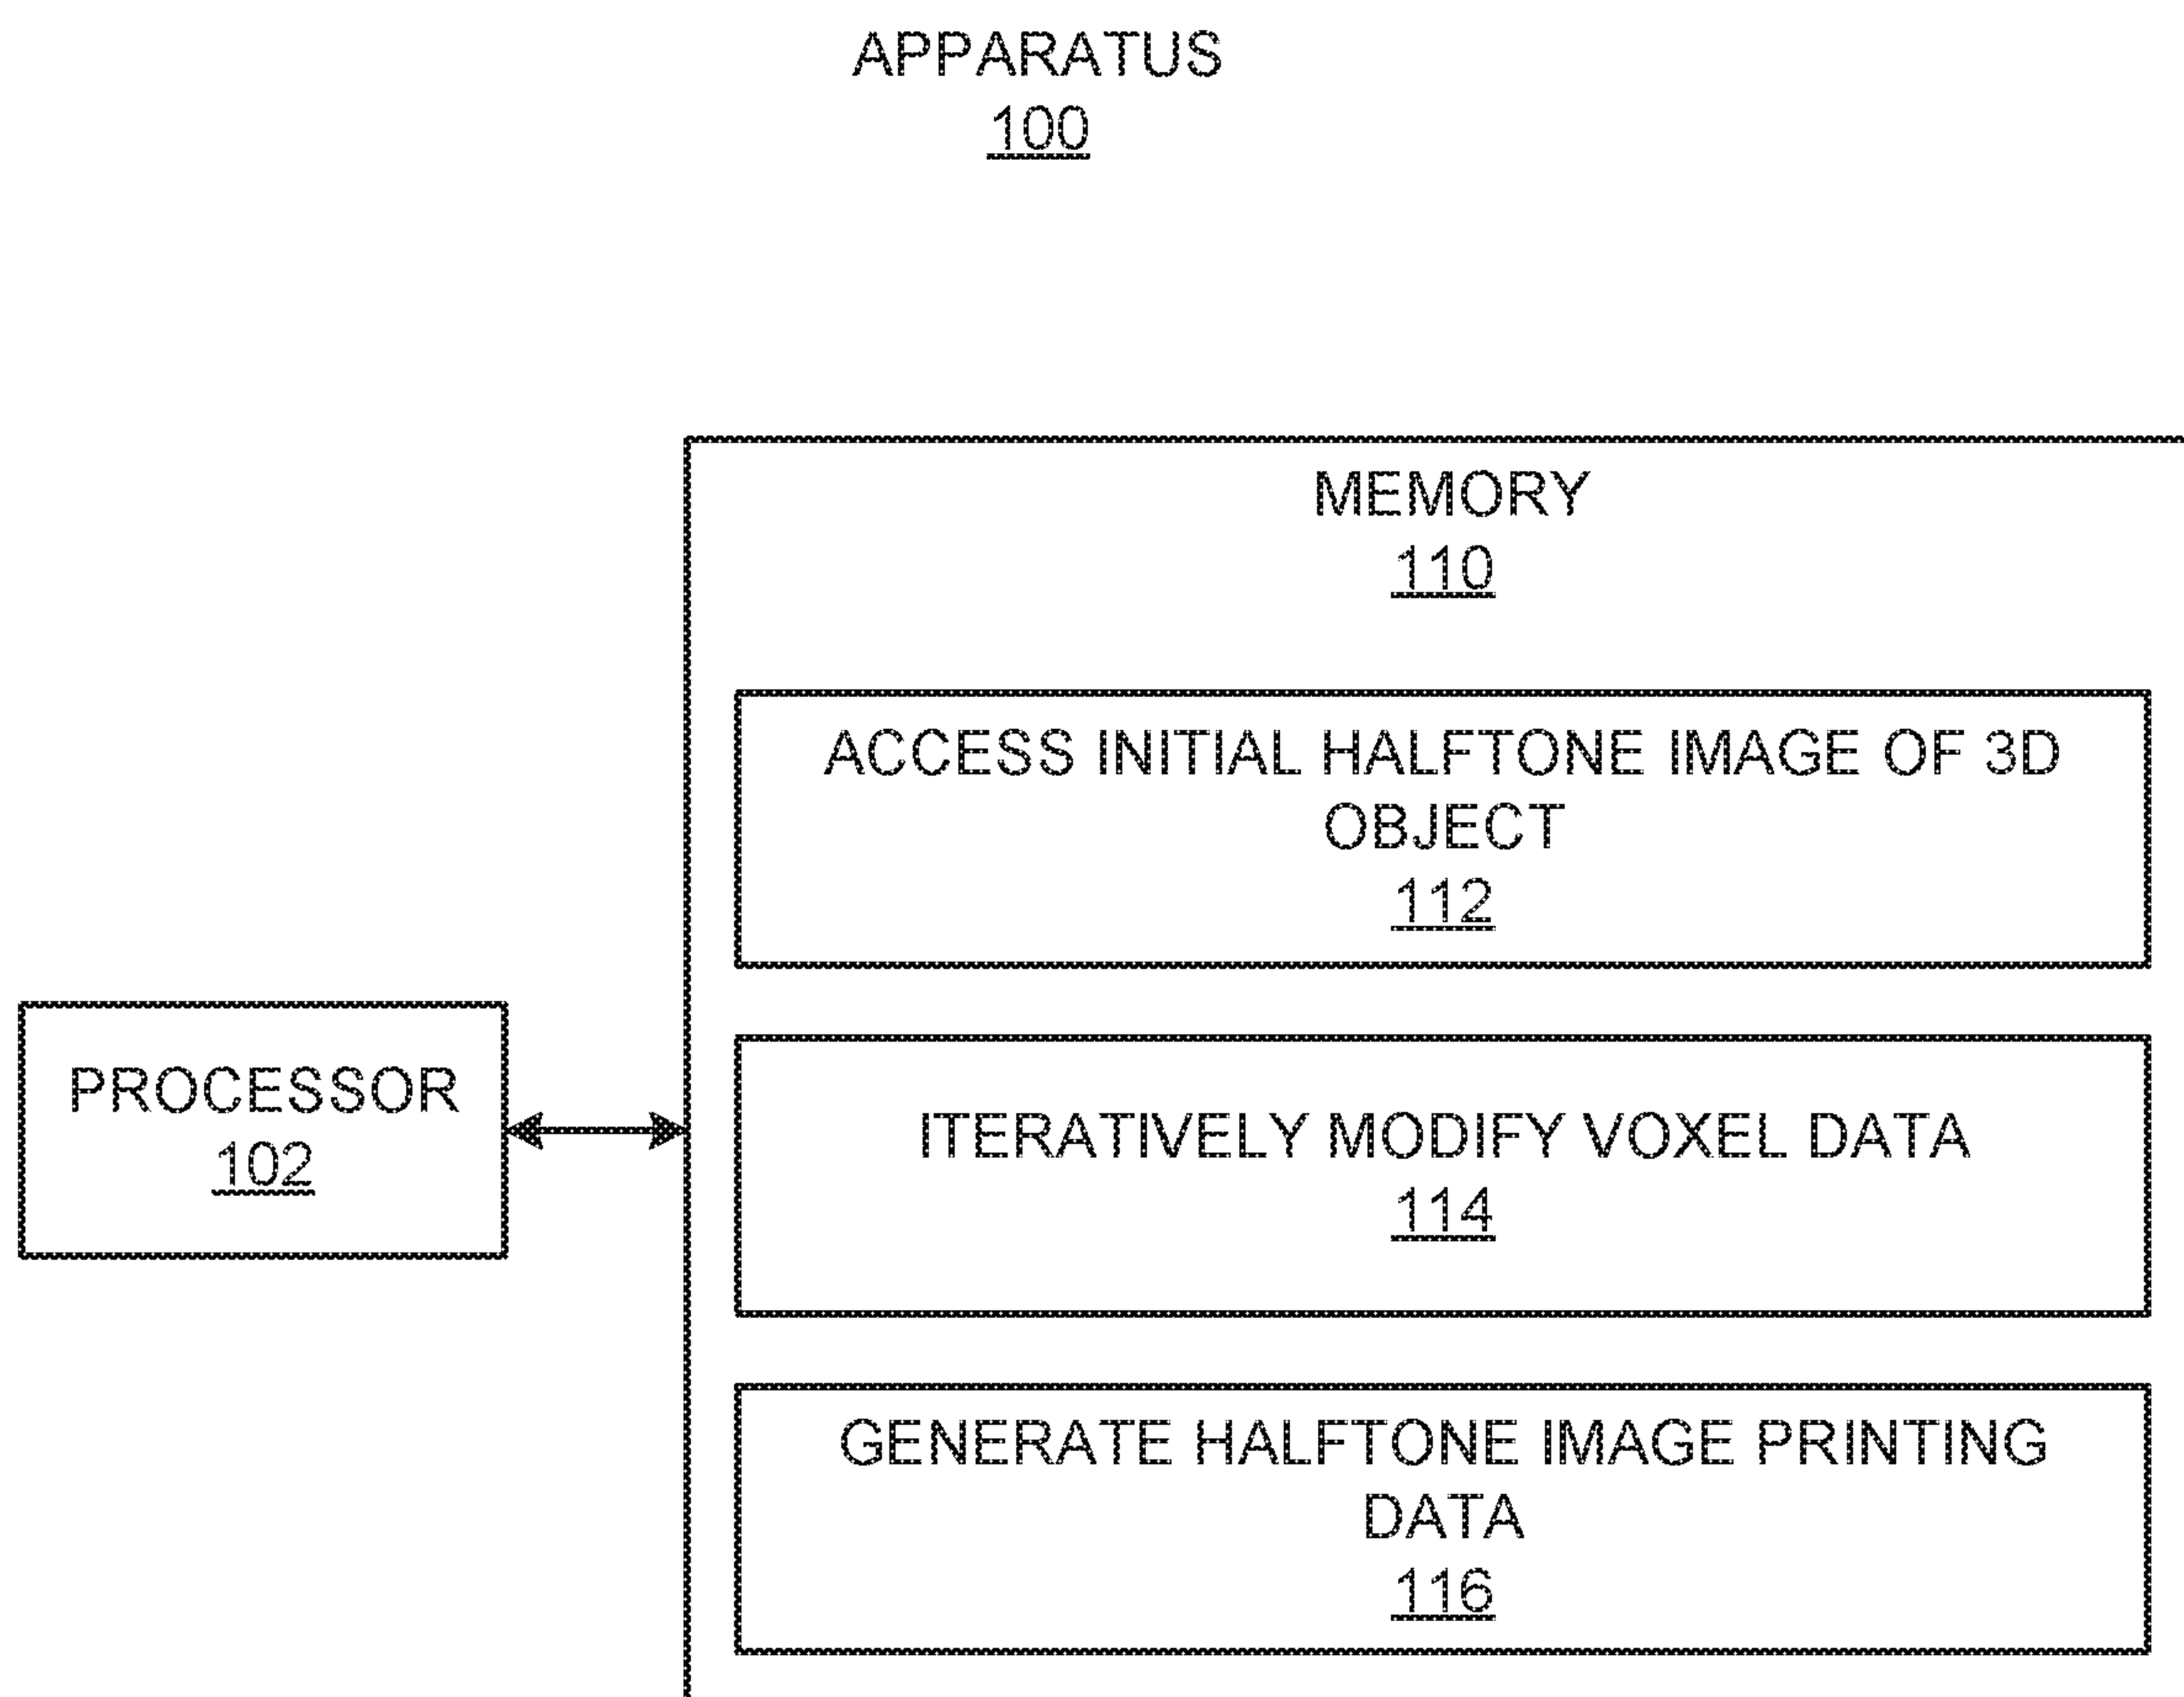 APPARATUS
100
MEMORY
110
ACCESS INITIAL HALFTONE IMAGE OF 3D
OBJECT
112
PROCESSOR
102
ITERATIVELY MODIFY VOXEL DATA
114
GENERATE HALFTONE IMAGE PRINTING
DATA
116